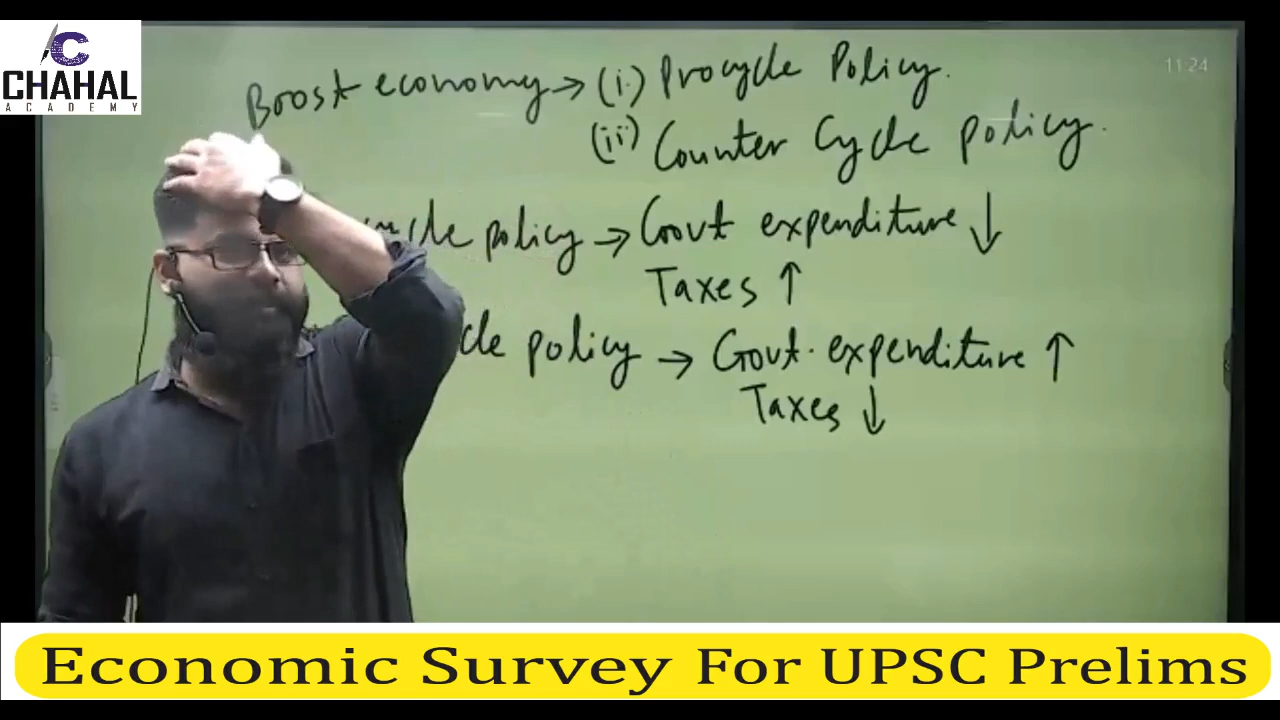 CHAHAL
ACADEMY
11:24
Boost economy → (i) Procycle Policy.
(ii) Counter Cycle policy.
policy → Govt expenditure ↓
Taxes ↑
cle policy → Govt. expenditure ↑
Taxes ↓
Economic Survey For UPSC Prelims